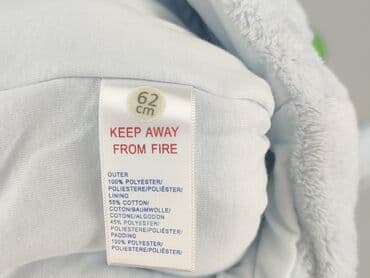 62
cm
KEEP AWAY
FROM FIRE
OUTER
100% POLYESTER/
POLIESTERE/POLIÉSTER/
LINING
55% COTTON/
COTON/BAUMWOLLE/
COTONE/ALGODON
45% POLYESTER/
POLIESTERE/POLIÉSTER/
PADDING
100% POLYESTER/
POLIESTERE/POLIÉSTER/